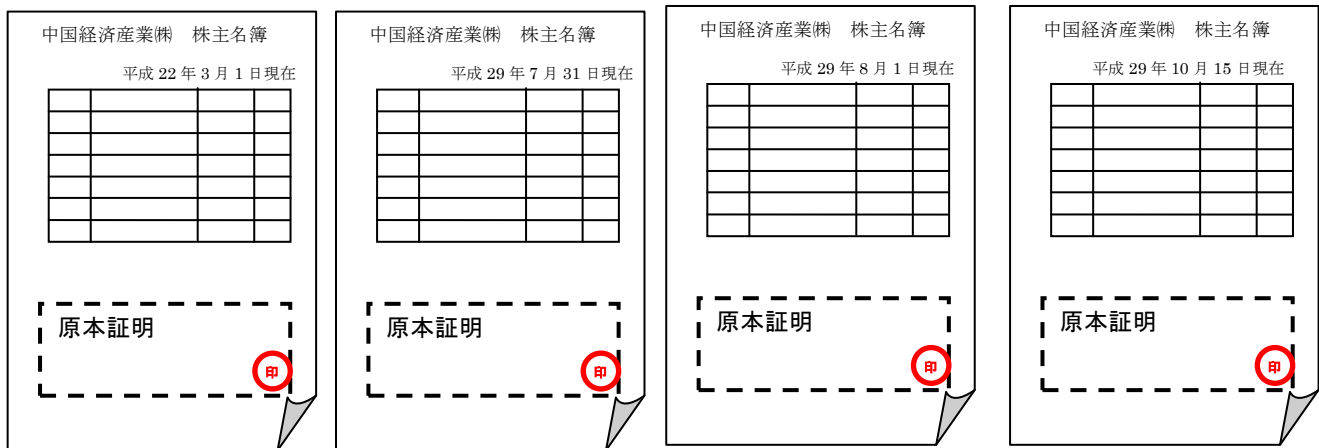 中国経済産業㈱　株主名簿
平成 22 年 3 月 1 日現在
原本証明
印
中国経済産業㈱　株主名簿
平成 29 年 7 月 31 日現在
原本証明
印
中国経済産業㈱　株主名簿
平成 29 年 8 月 1 日現在
原本証明
印
中国経済産業㈱　株主名簿
平成 29 年 10 月 15 日現在
原本証明
印